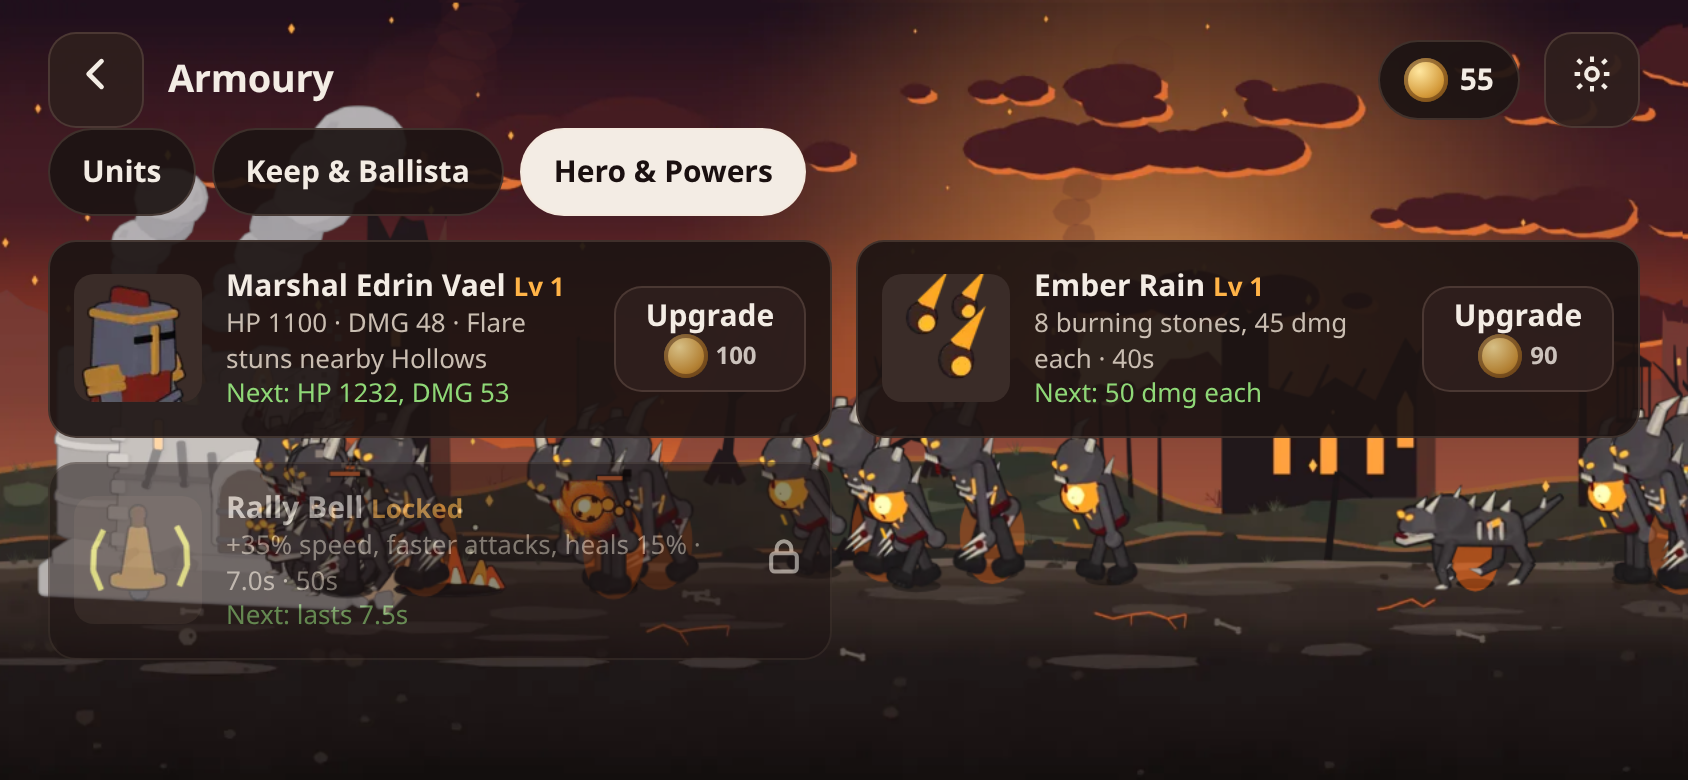 Armoury
55
Units
Keep & Ballista
Hero & Powers
Marshal Edrin Vael Lv 1
HP 1100 · DMG 48 · Flare
stuns nearby Hollows
Next: HP 1232, DMG 53
Upgrade
100
Ember Rain Lv 1
8 burning stones, 45 dmg
each · 40s
Next: 50 dmg each
Upgrade
90
Rally Bell Locked
+35% speed, faster attacks, heals 15% ·
7.0s · 50s
Next: lasts 7.5s